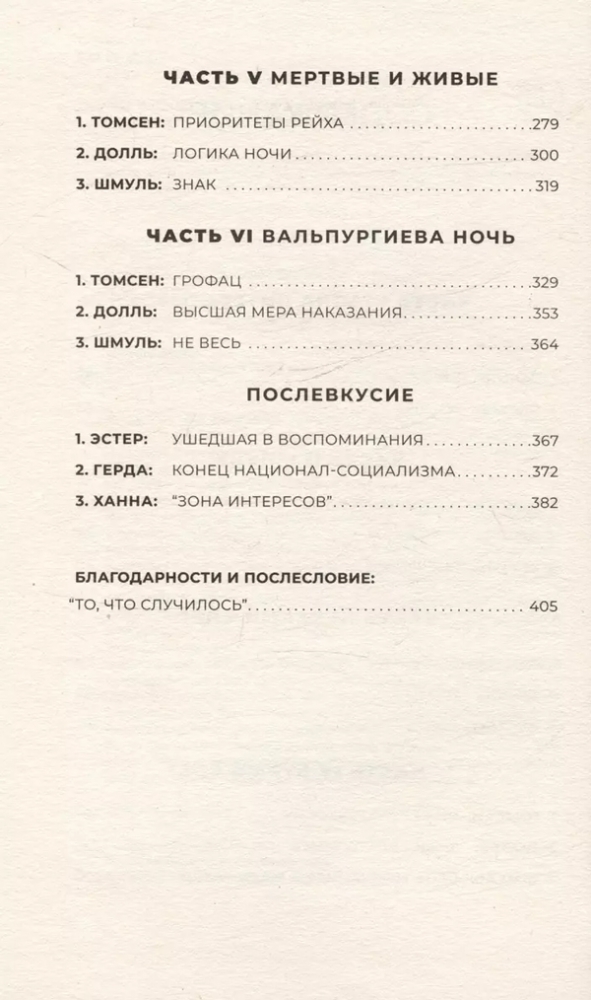 ЧАСТЬ V МЕРТВЫЕ И ЖИВЫЕ
1. ТОМСЕН: ПРИОРИТЕТЫ РЕЙХА ....................279
2. ДОЛЛЬ: ЛОГИКА НОЧИ..........................300
3. ШМУЛЬ: ЗНАК .................................319
ЧАСТЬ VI ВАЛЬПУРГИЕВА НОЧЬ
1. ТОМСЕН: ГРОФАЦ ..............................329
2. ДОЛЛЬ: ВЫСШАЯ МЕРА НАКАЗАНИЯ..............353
3. ШМУЛЬ: НЕ ВЕСЬ ..............................364
ПОСЛЕВКУСИЕ
1. ЭСТЕР: УШЕДШАЯ В ВОСПОМИНАНИЯ............367
2. ГЕРДА: КОНЕЦ НАЦИОНАЛ-СОЦИАЛИЗМА........372
3. ХАННА: “ЗОНА ИНТЕРЕСОВ”.....................382
БЛАГОДАРНОСТИ И ПОСЛЕСЛОВИЕ:
“ТО, ЧТО СЛУЧИЛОСЬ”............................. 405